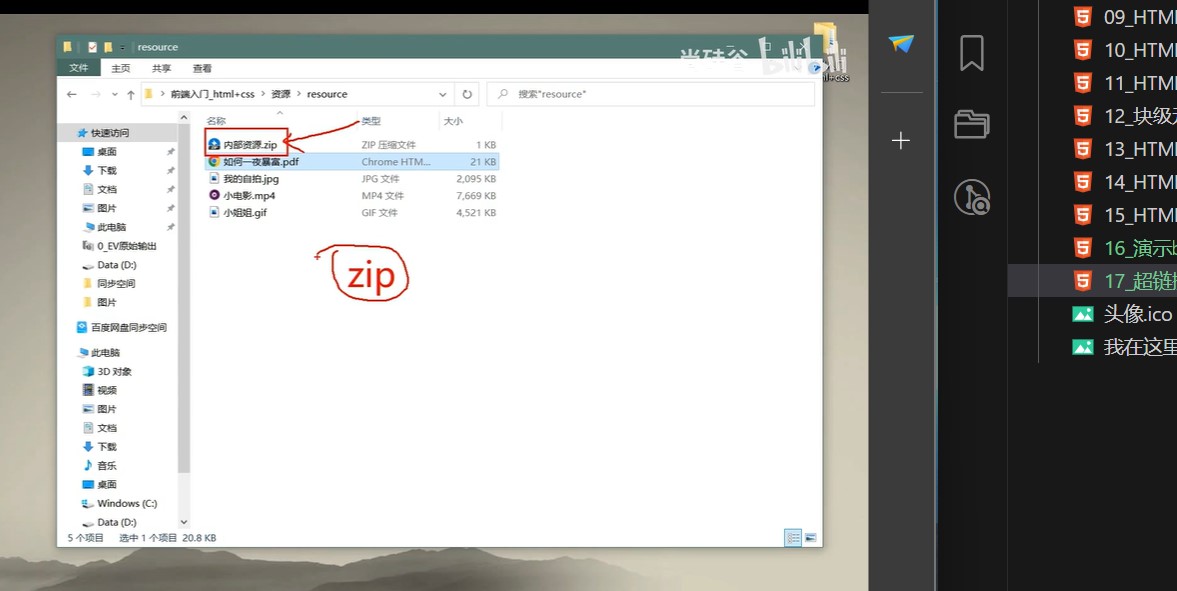 resource
尚硅谷 bilibili
文件 主页 共享 查看
前端入门_html+css > 资源 > resource
搜索"resource"
名称 类型 大小
内部资源.zip ZIP 压缩文件 1 KB
如何一夜暴富.pdf Chrome HTM... 21 KB
我的自拍.jpg JPG 文件 2,095 KB
小电影.mp4 MP4 文件 7,669 KB
小姐姐.gif GIF 文件 4,521 KB
zip
快速访问
桌面
下载
文档
图片
此电脑
0_EV原始输出
Data (D:)
同步空间
图片
百度网盘同步空间
此电脑
3D 对象
视频
图片
文档
下载
音乐
桌面
Windows (C:)
Data (D:)
5 个项目 选中 1 个项目 20.8 KB
09_HTM
10_HTM
11_HTM
12_块级
13_HTM
14_HTM
15_HTM
16_演示
17_超链
头像.ico
我在这里